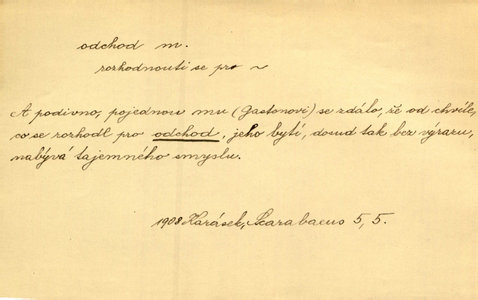 odchod m.
rozhodnouti se pro ~
A podivno, pojednou mu (Gastonovi) se zdálo, že od chvíle,
co se rozhodl pro odchod, jeho bytí, dosud tak bez výrazu,
nabývá tajemného smyslu.
1908 Karásek, Scarabaeus 5, 5.